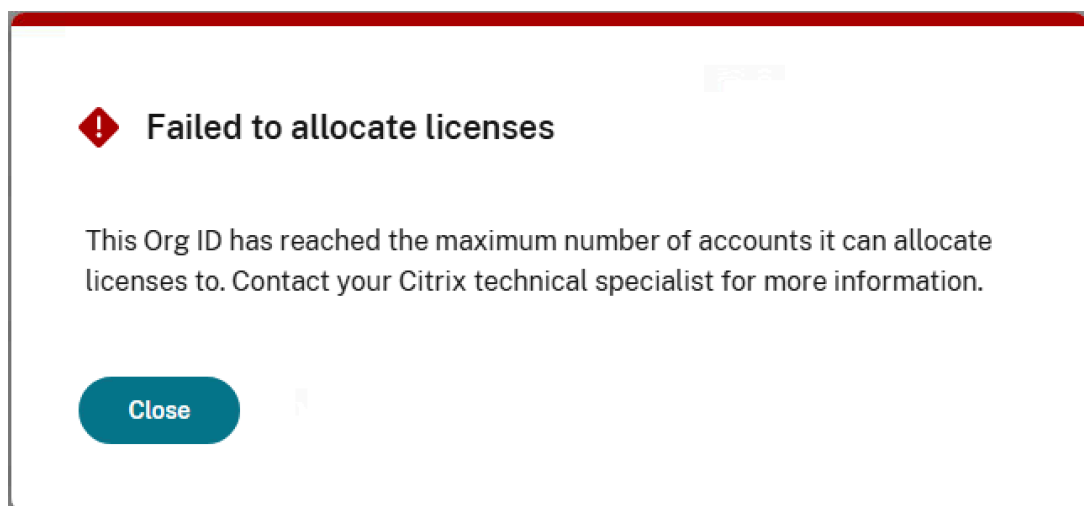 Failed to allocate licenses
This Org ID has reached the maximum number of accounts it can allocate
licenses to. Contact your Citrix technical specialist for more information.
Close